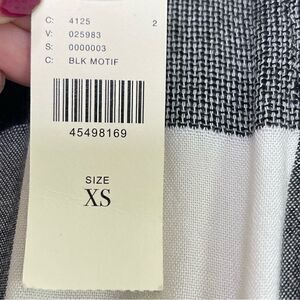 C: 4125 2
V: 025983
S: 0000003
C: BLK MOTIF
45498169
SIZE
XS